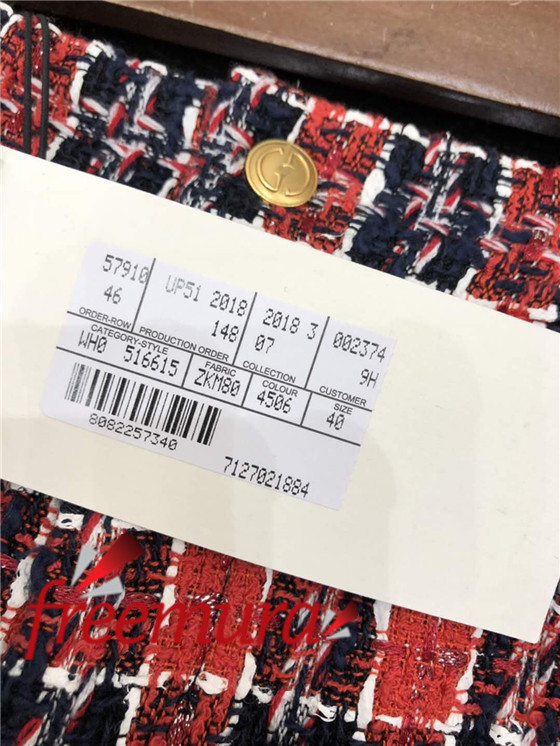 57910 UP51 2018 2018 3 002374
46 148 07 9H
ORDER-ROW PRODUCTION ORDER COLLECTION CUSTOMER
CATEGORY-STYLE FABRIC COLOUR SIZE
WH0 516615 ZKM80 4506 40
8082257340
7127021884
freemura